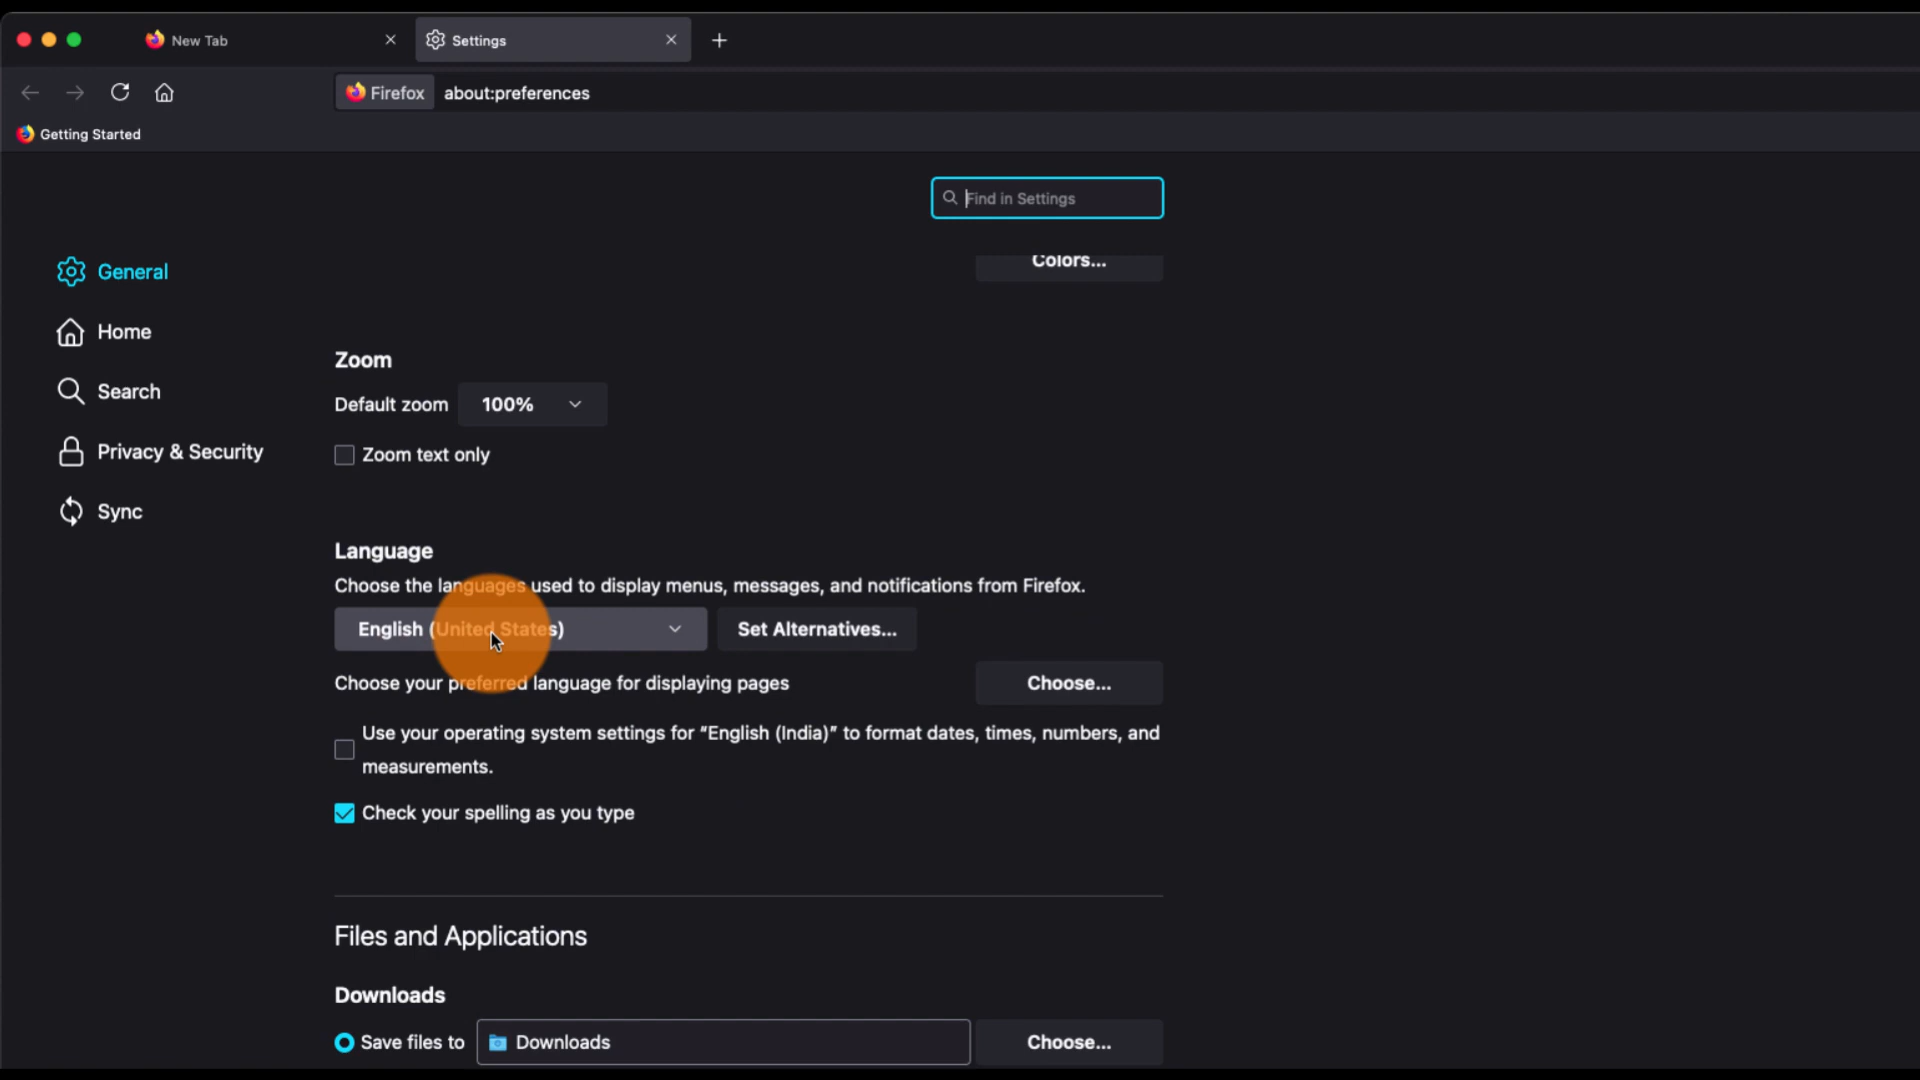 New Tab
Settings
Firefox about:preferences
Getting Started
Find in Settings
General
Home
Search
Privacy & Security
Sync
Colors...
Zoom
Default zoom 100%
Zoom text only
Language
Choose the languages used to display menus, messages, and notifications from Firefox.
English (United States) Set Alternatives...
Choose your preferred language for displaying pages Choose...
Use your operating system settings for "English (India)" to format dates, times, numbers, and
measurements.
Check your spelling as you type
Files and Applications
Downloads
Save files to Downloads Choose...